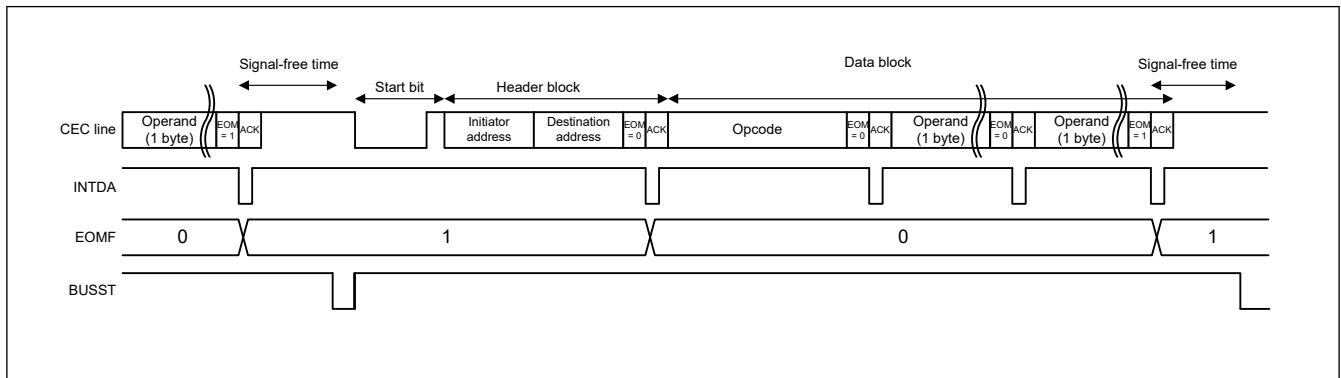 Signal-free time
Start bit
Header block
Data block
Signal-free time
CEC line
Operand
(1 byte)
EOM
= 1
ACK
Initiator
address
Destination
address
EOM
= 0
ACK
Opcode
EOM
= 0
ACK
Operand
(1 byte)
EOM
= 0
ACK
Operand
(1 byte)
EOM
= 1
ACK
INTDA
EOMF
0
1
0
1
BUSST